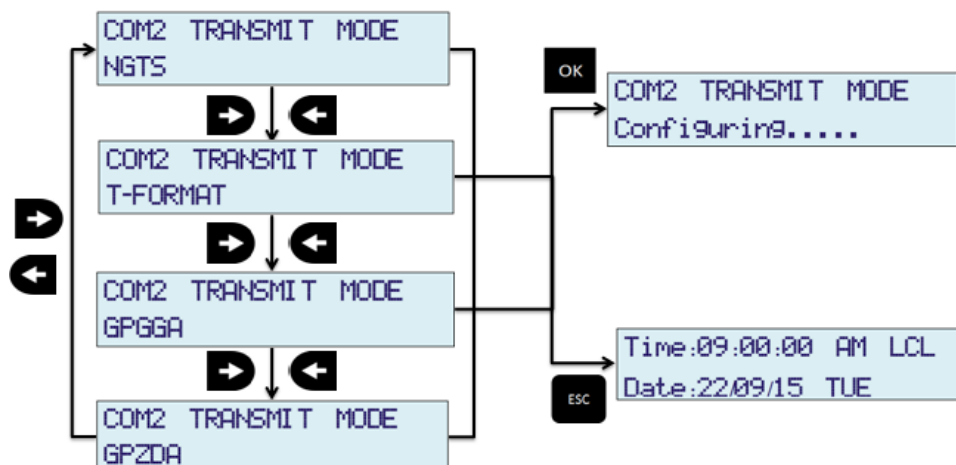 COM2 TRANSMIT MODE
NGTS
COM2 TRANSMIT MODE
T-FORMAT
COM2 TRANSMIT MODE
GPGGA
COM2 TRANSMIT MODE
GPZDA
OK
COM2 TRANSMIT MODE
Configuring.....
Time:09:00:00 AM LCL
Date:22/09/15 TUE
ESC